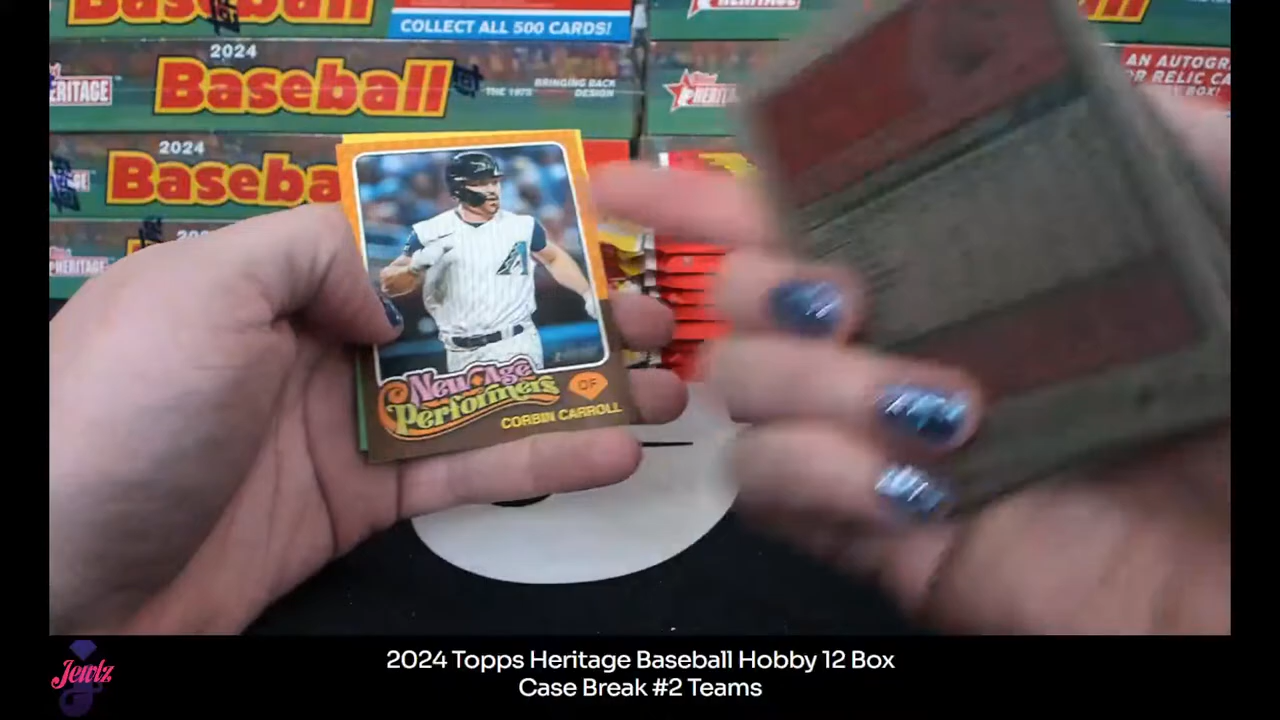 COLLECT ALL 500 CARDS!
HERITAGE
2024
Baseball
BRINGING BACK
THE 1975 DESIGN
HERITAGE
Topps
HERITAGE
AN AUTOGR
OR RELIC CA
BOX!
2024
Baseba
HERITAGE
A
New Age
Performers
OF
CORBIN CARROLL
Jewlz
2024 Topps Heritage Baseball Hobby 12 Box
Case Break #2 Teams